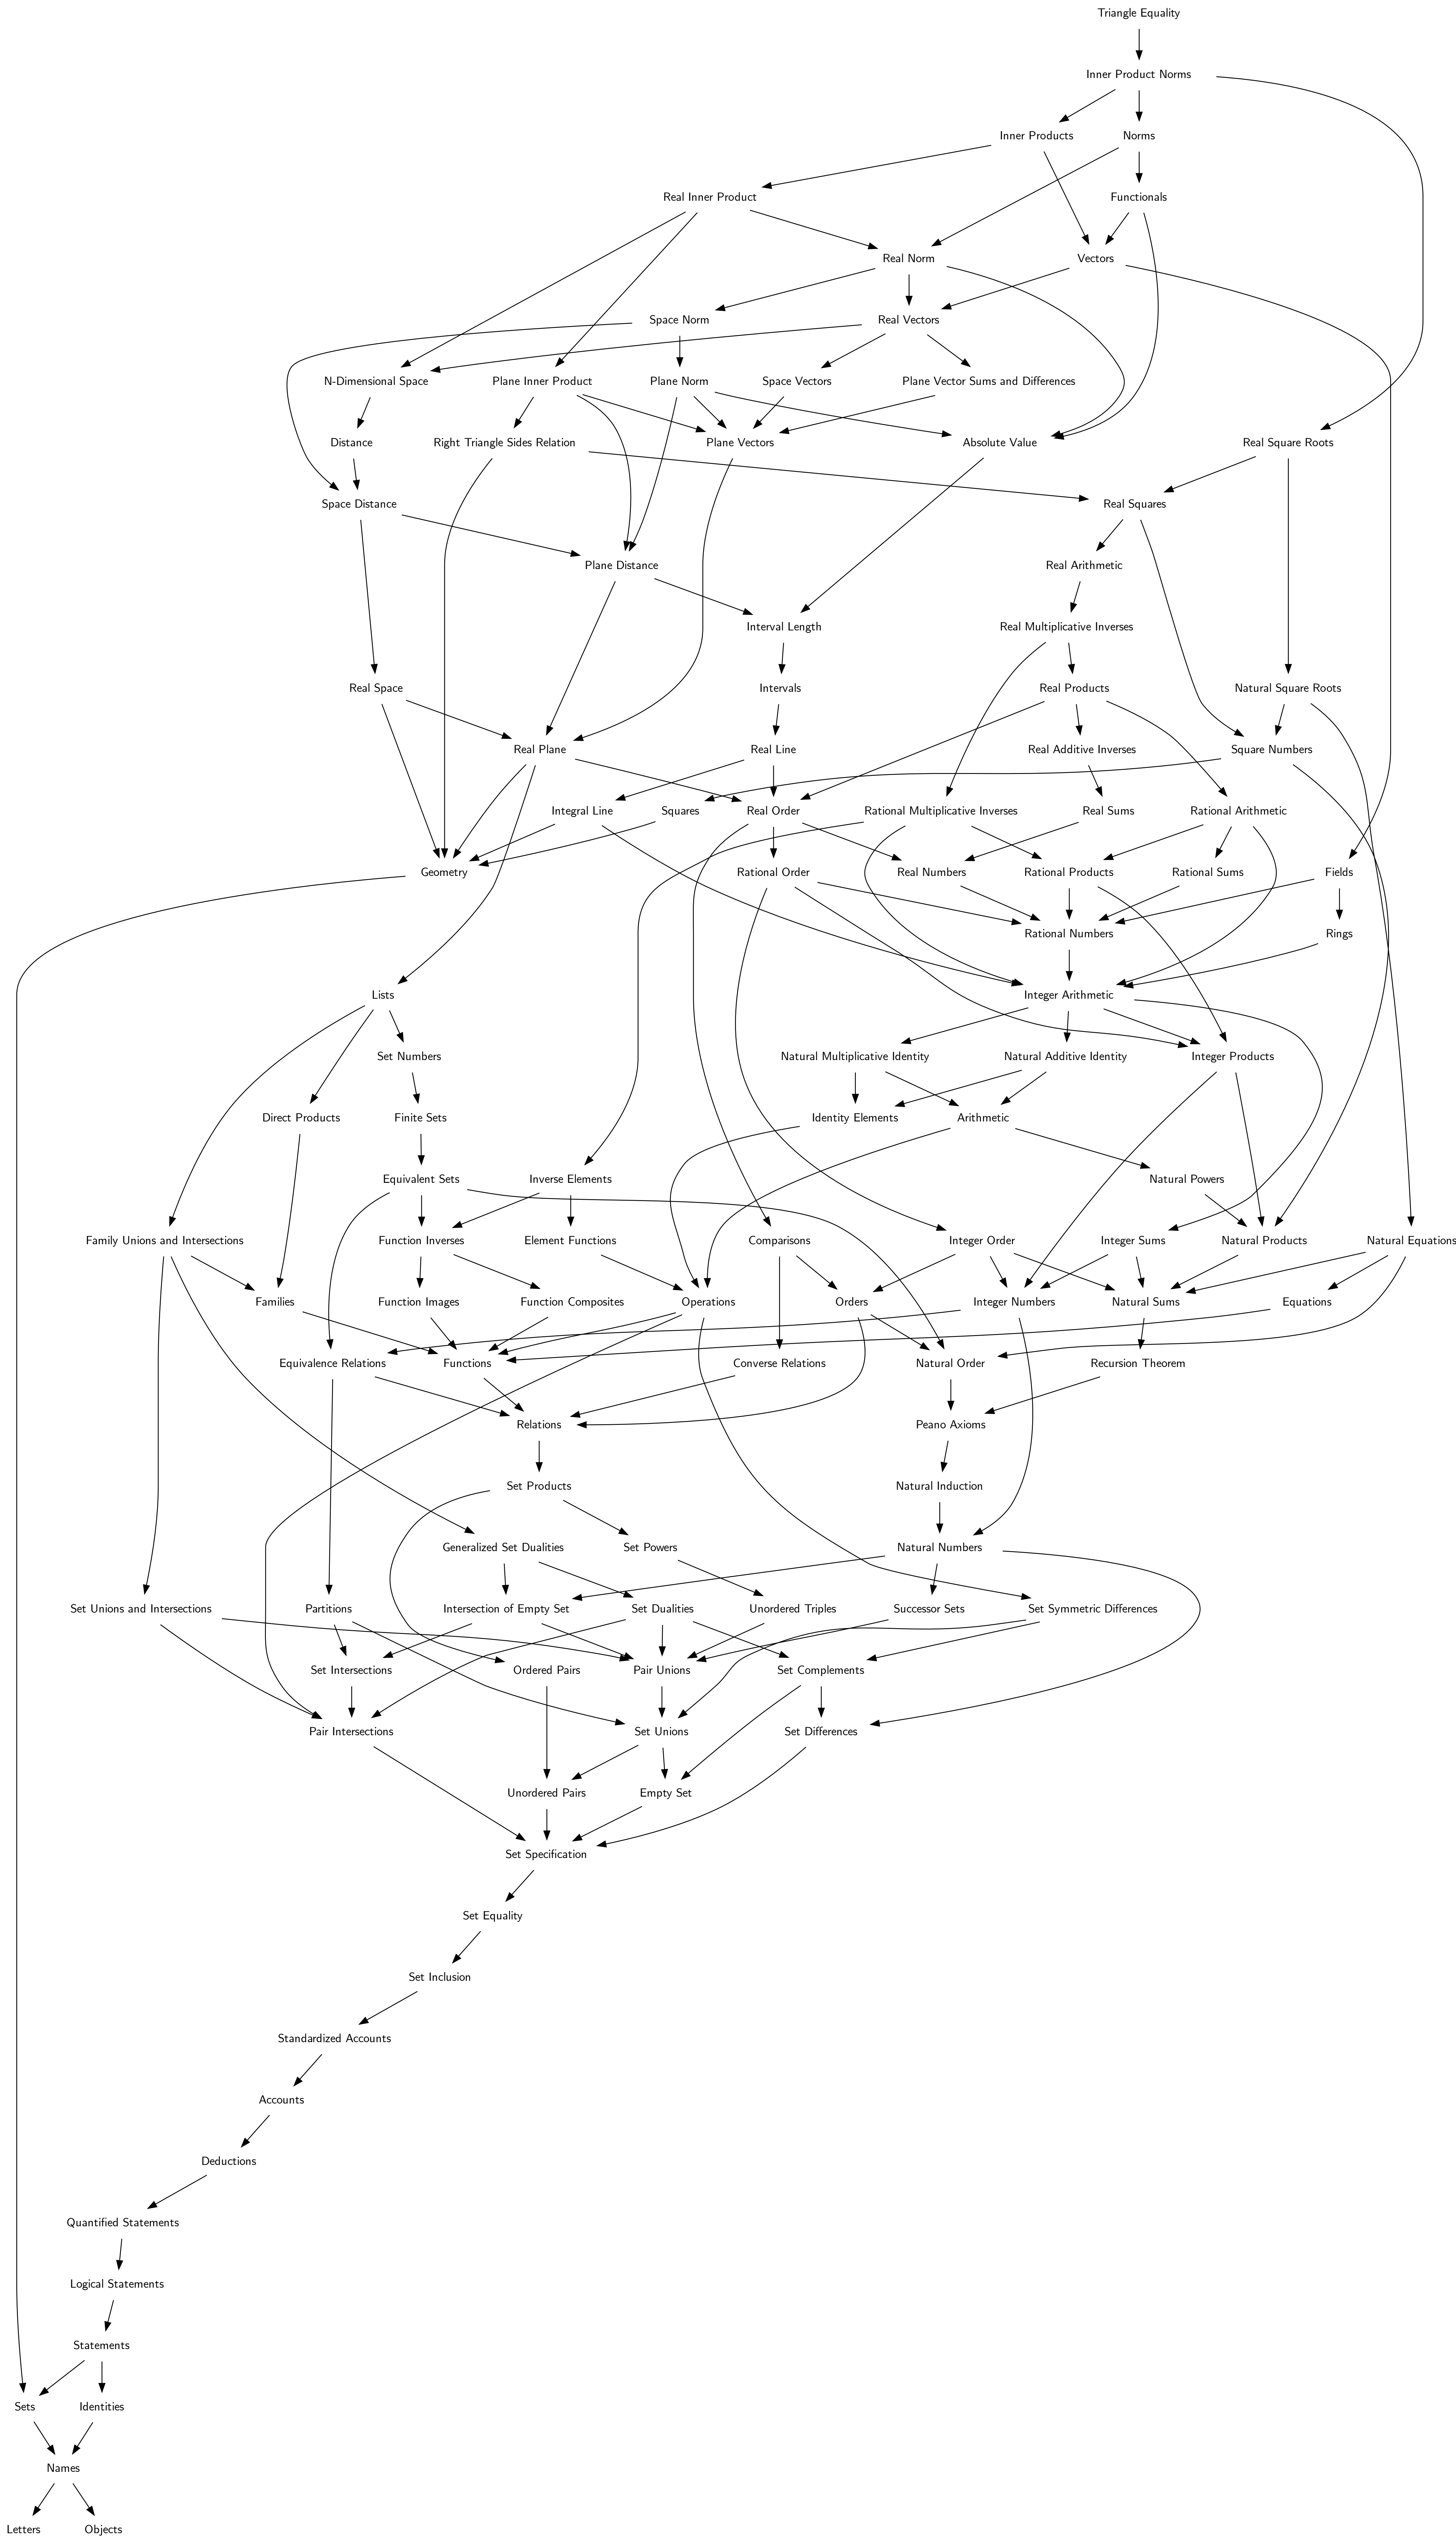 Triangle Equality
Inner Product Norms
Inner Products
Norms
Real Inner Product
Functionals
Real Norm
Vectors
Space Norm
Real Vectors
N-Dimensional Space
Plane Inner Product
Plane Norm
Space Vectors
Plane Vector Sums and Differences
Distance
Right Triangle Sides Relation
Plane Vectors
Absolute Value
Real Square Roots
Space Distance
Real Squares
Plane Distance
Real Arithmetic
Interval Length
Real Multiplicative Inverses
Real Space
Intervals
Real Products
Natural Square Roots
Real Plane
Real Line
Real Additive Inverses
Square Numbers
Integral Line
Squares
Real Order
Rational Multiplicative Inverses
Real Sums
Rational Arithmetic
Geometry
Rational Order
Real Numbers
Rational Products
Rational Sums
Fields
Rational Numbers
Rings
Lists
Integer Arithmetic
Set Numbers
Natural Multiplicative Identity
Natural Additive Identity
Integer Products
Direct Products
Finite Sets
Identity Elements
Arithmetic
Equivalent Sets
Inverse Elements
Natural Powers
Family Unions and Intersections
Function Inverses
Element Functions
Comparisons
Integer Order
Integer Sums
Natural Products
Natural Equations
Families
Function Images
Function Composites
Operations
Orders
Integer Numbers
Natural Sums
Equations
Equivalence Relations
Functions
Converse Relations
Natural Order
Recursion Theorem
Relations
Peano Axioms
Set Products
Natural Induction
Generalized Set Dualities
Set Powers
Natural Numbers
Set Unions and Intersections
Partitions
Intersection of Empty Set
Set Dualities
Unordered Triples
Successor Sets
Set Symmetric Differences
Set Intersections
Ordered Pairs
Pair Unions
Set Complements
Pair Intersections
Set Unions
Set Differences
Unordered Pairs
Empty Set
Set Specification
Set Equality
Set Inclusion
Standardized Accounts
Accounts
Deductions
Quantified Statements
Logical Statements
Statements
Sets
Identities
Names
Letters
Objects